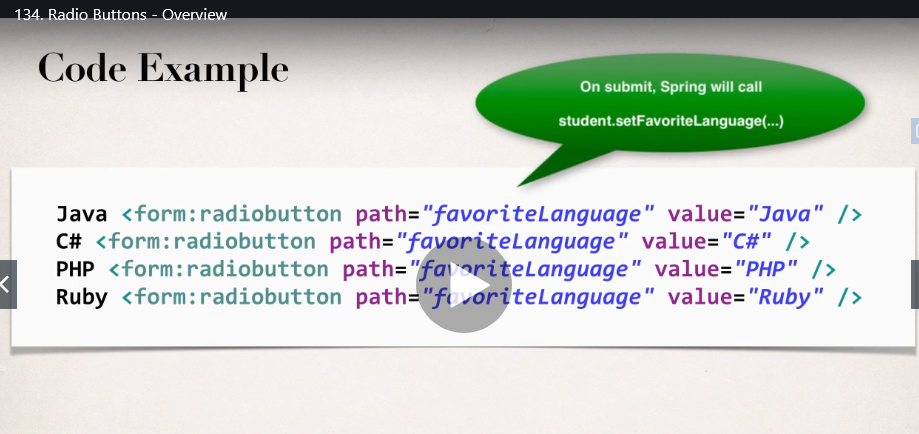 134. Radio Buttons - Overview
Code Example
On submit, Spring will call
student.setFavoriteLanguage(...)
Java <form:radiobutton path="favoriteLanguage" value="Java" />
C# <form:radiobutton path="favoriteLanguage" value="C#" />
PHP <form:radiobutton path="favoriteLanguage" value="PHP" />
Ruby <form:radiobutton path="favoriteLanguage" value="Ruby" />